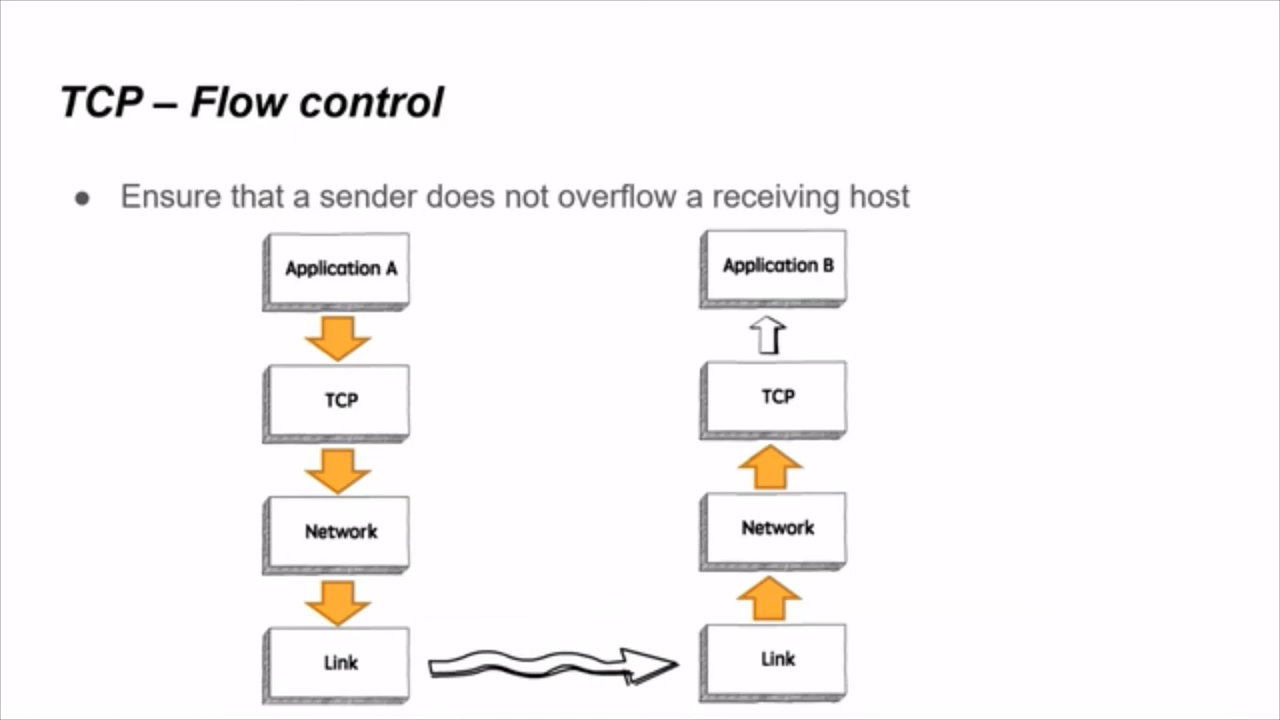 TCP – Flow control
● Ensure that a sender does not overflow a receiving host
Application A
TCP
Network
Link
Application B
TCP
Network
Link